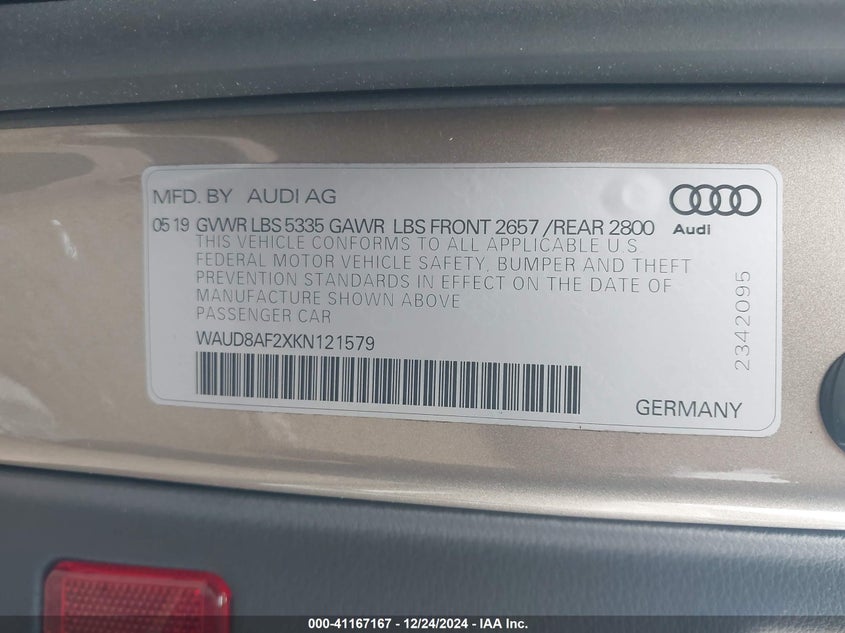 MFD. BY AUDI AG
Audi
05 19 GVWR LBS 5335 GAWR LBS FRONT 2657 /REAR 2800
THIS VEHICLE CONFORMS TO ALL APPLICABLE U S
FEDERAL MOTOR VEHICLE SAFETY, BUMPER AND THEFT
PREVENTION STANDARDS IN EFFECT ON THE DATE OF
MANUFACTURE SHOWN ABOVE
PASSENGER CAR
WAUD8AF2XKN121579
2342095
GERMANY
000-41167167 - 12/24/2024 - IAA Inc.